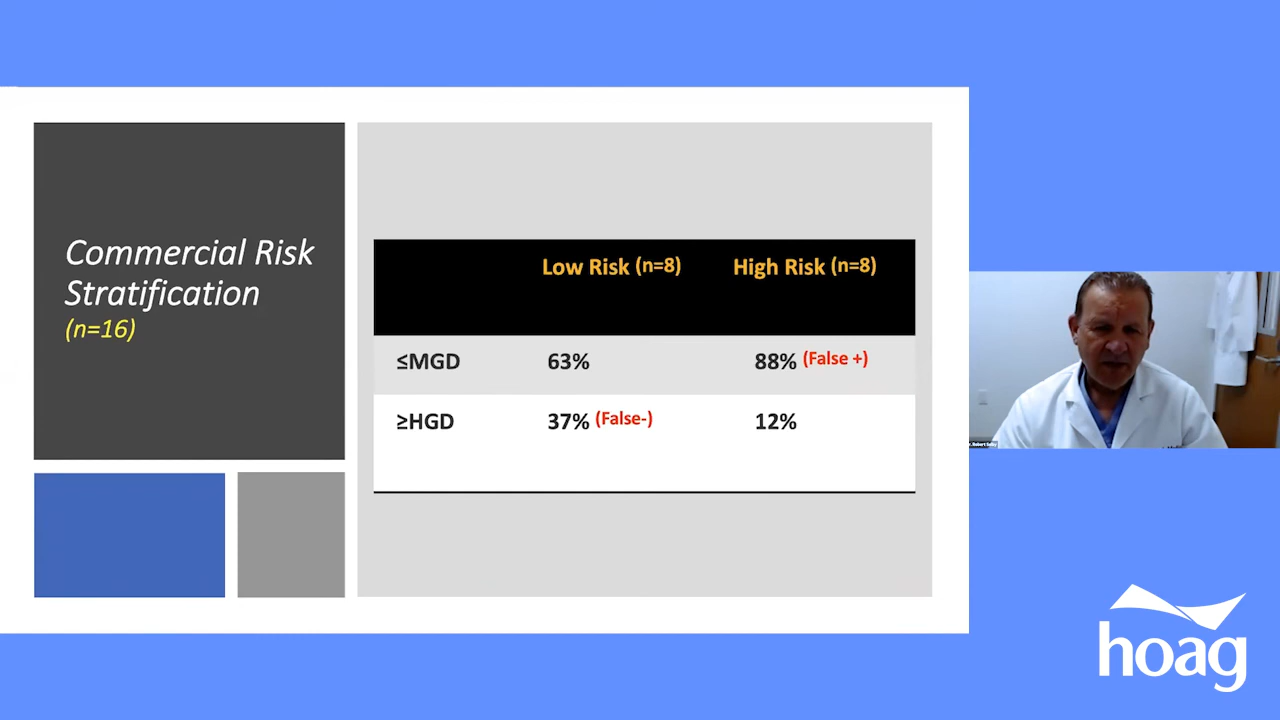 Commercial Risk
Stratification
(n=16)
Low Risk (n=8) High Risk (n=8)
≤MGD 63% 88% (False +)
≥HGD 37% (False-) 12%
hoag